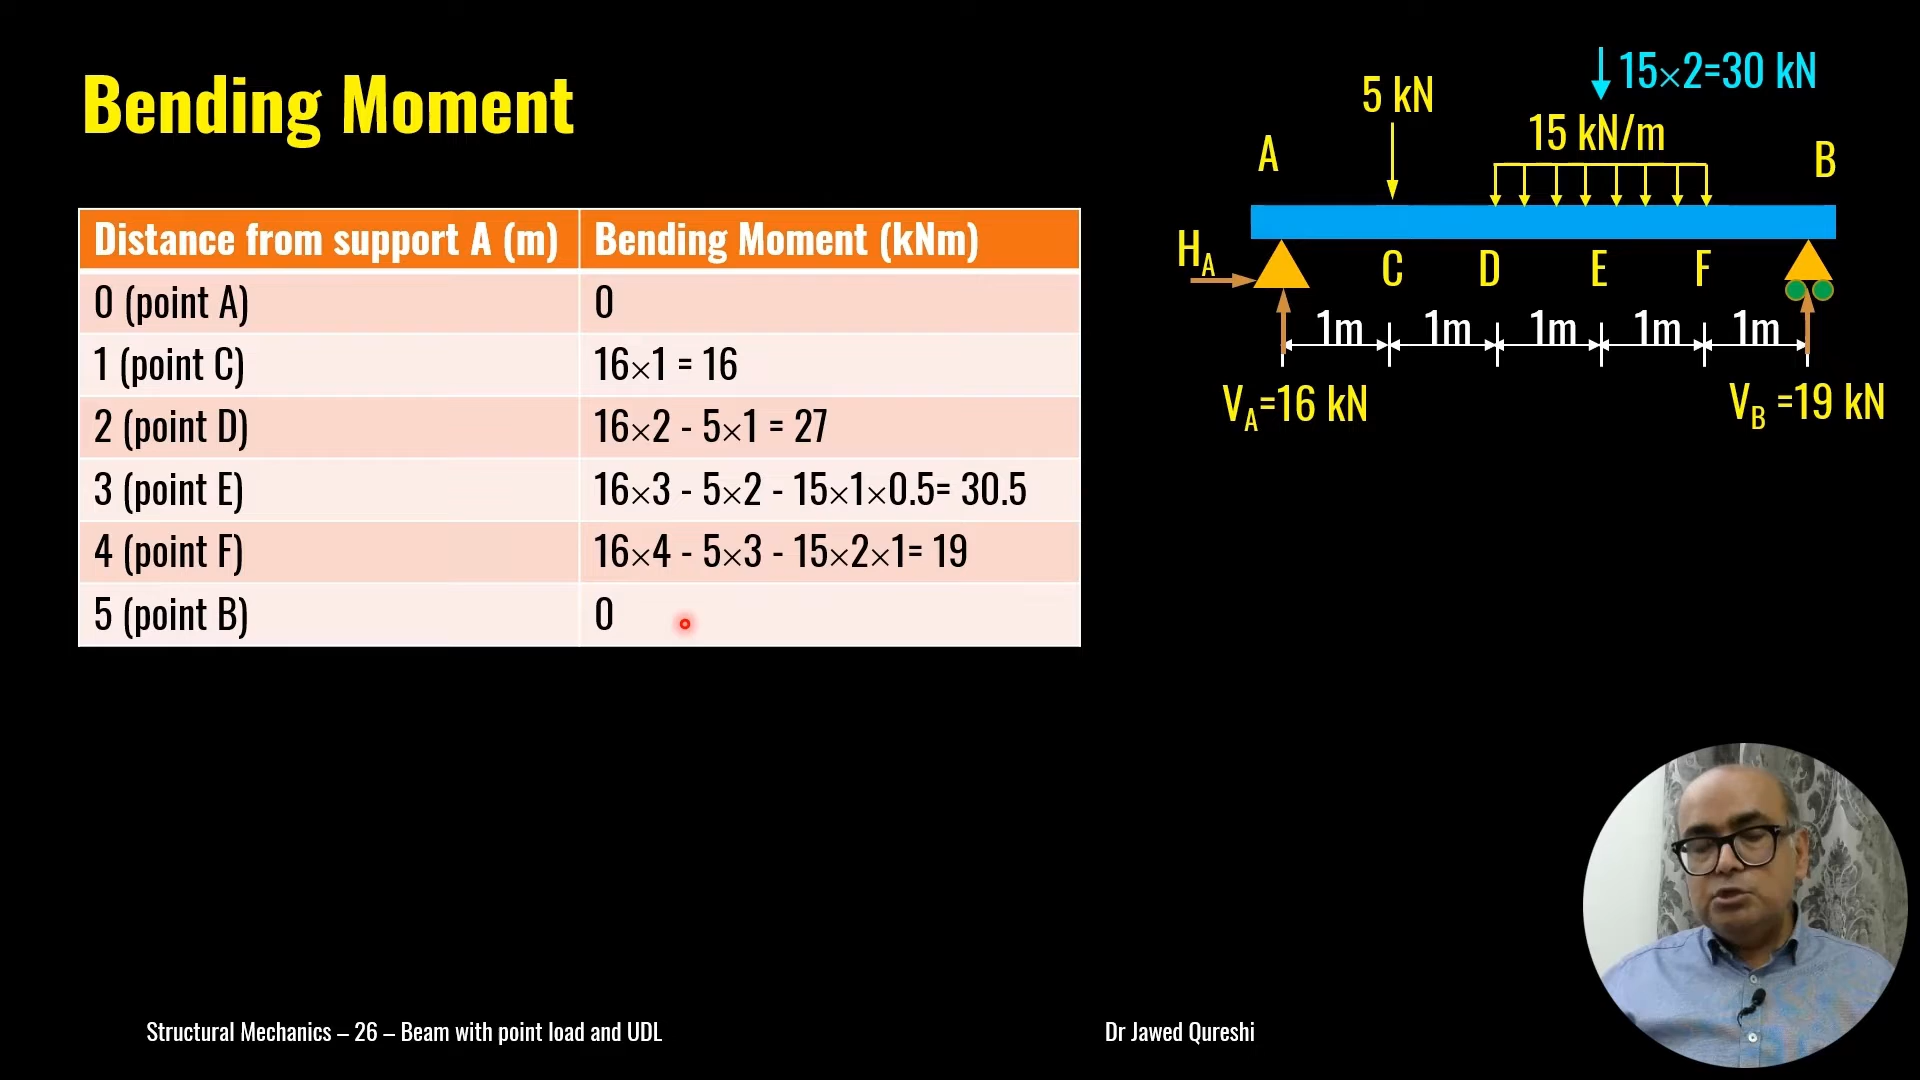 Bending Moment
Distance from support A (m) Bending Moment (kNm)
0 (point A) 0
1 (point C) 16×1 = 16
2 (point D) 16×2 - 5×1 = 27
3 (point E) 16×3 - 5×2 - 15×1×0.5= 30.5
4 (point F) 16×4 - 5×3 - 15×2×1= 19
5 (point B) 0
15×2=30 kN
5 kN
15 kN/m
A B
H_A C D E F
1m 1m 1m 1m 1m
V_A=16 kN V_B =19 kN
Structural Mechanics – 26 – Beam with point load and UDL Dr Jawed Qureshi